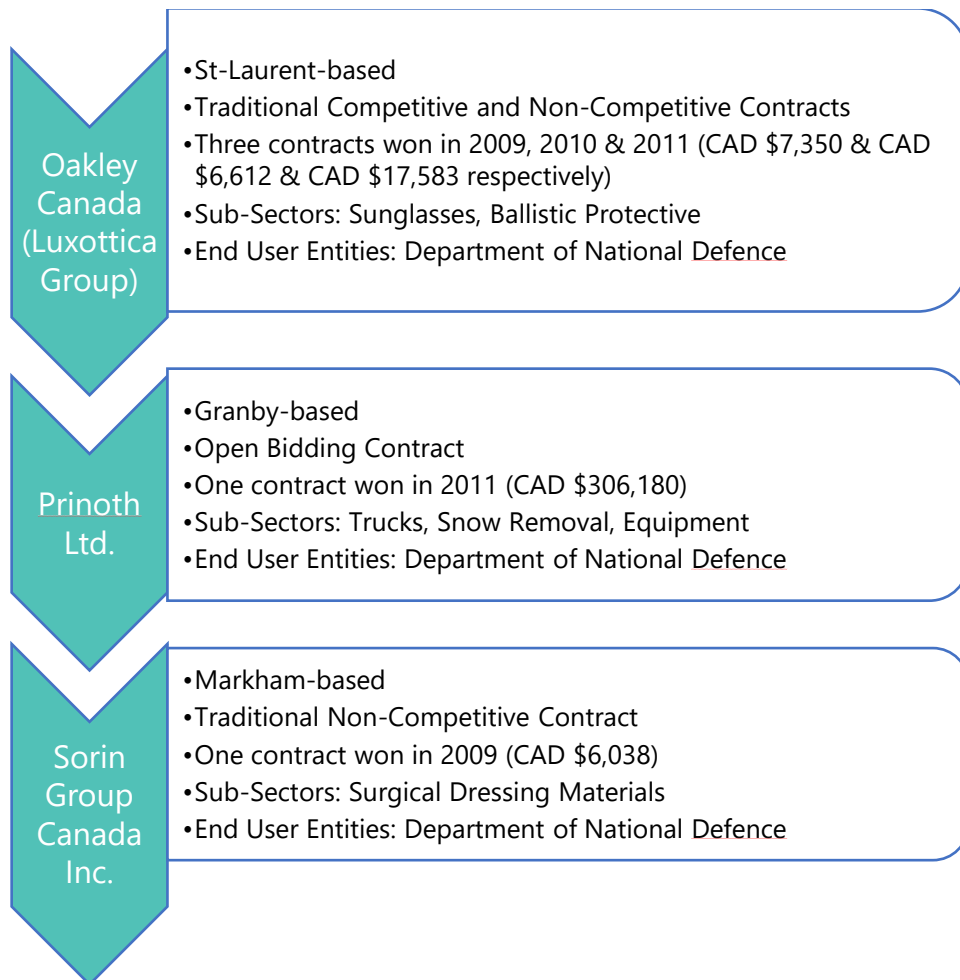 Oakley
Canada
(Luxottica
Group)
•St-Laurent-based
•Traditional Competitive and Non-Competitive Contracts
•Three contracts won in 2009, 2010 & 2011 (CAD $7,350 & CAD
$6,612 & CAD $17,583 respectively)
•Sub-Sectors: Sunglasses, Ballistic Protective
•End User Entities: Department of National Defence
Prinoth
Ltd.
•Granby-based
•Open Bidding Contract
•One contract won in 2011 (CAD $306,180)
•Sub-Sectors: Trucks, Snow Removal, Equipment
•End User Entities: Department of National Defence
Sorin
Group
Canada
Inc.
•Markham-based
•Traditional Non-Competitive Contract
•One contract won in 2009 (CAD $6,038)
•Sub-Sectors: Surgical Dressing Materials
•End User Entities: Department of National Defence